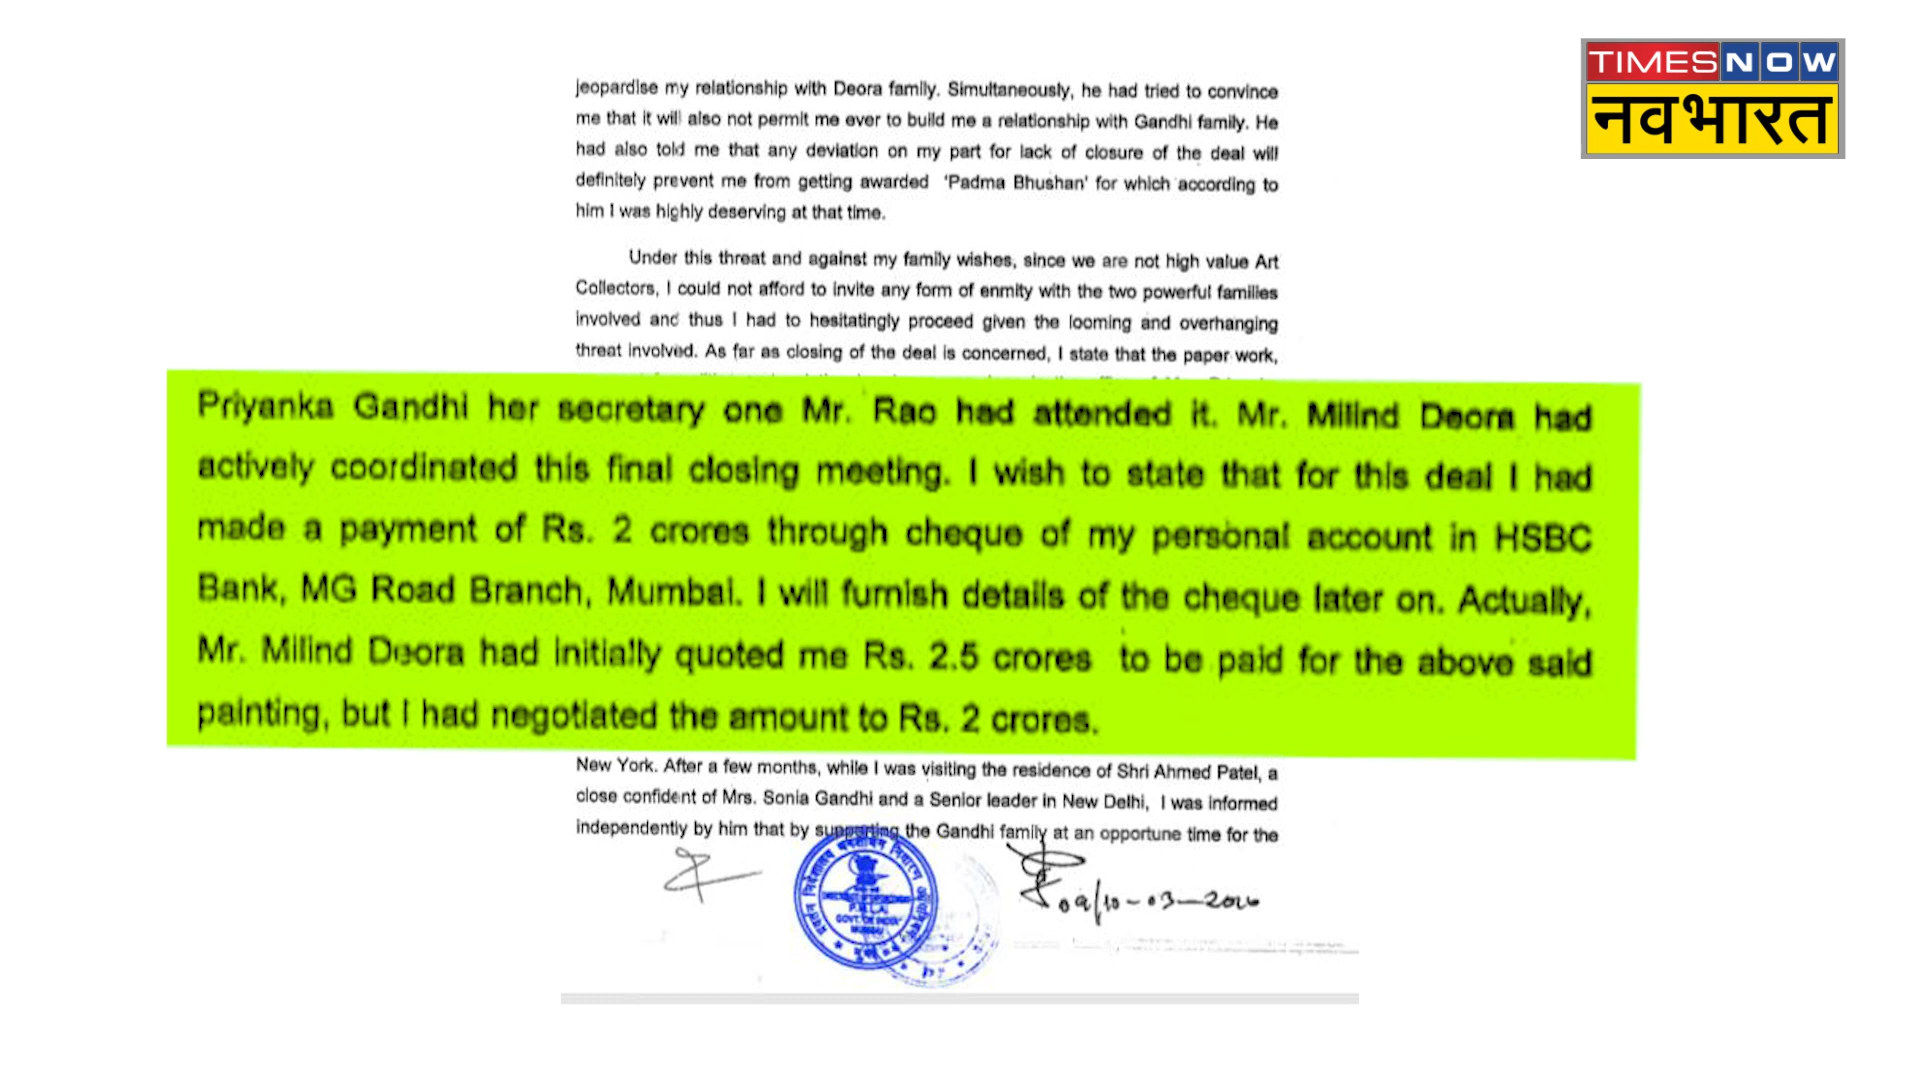 TIMES NOW
नवभारत
jeopardise my relationship with Deora family. Simultaneously, he had tried to convince
me that it will also not permit me ever to build me a relationship with Gandhi family. He
had also told me that any deviation on my part for lack of closure of the deal will
definitely prevent me from getting awarded 'Padma Bhushan' for which according to
him I was highly deserving at that time.
Under this threat and against my family wishes, since we are not high value Art
Collectors, I could not afford to invite any form of enmity with the two powerful families
involved and thus I had to hesitatingly proceed given the looming and overhanging
threat involved. As far as closing of the deal is concerned, I state that the paper work,
Priyanka Gandhi her secretary one Mr. Rao had attended it. Mr. Milind Deora had
actively coordinated this final closing meeting. I wish to state that for this deal I had
made a payment of Rs. 2 crores through cheque of my personal account in HSBC
Bank, MG Road Branch, Mumbai. I will furnish details of the cheque later on. Actually,
Mr. Milind Deora had initially quoted me Rs. 2.5 crores to be paid for the above said
painting, but I had negotiated the amount to Rs. 2 crores.
New York. After a few months, while I was visiting the residence of Shri Ahmed Patel, a
close confident of Mrs. Sonia Gandhi and a Senior leader in New Delhi, I was informed
independently by him that by supporting the Gandhi family at an opportune time for the
P.M.L.A.
GOVT. OF INDIA
MUMBAI